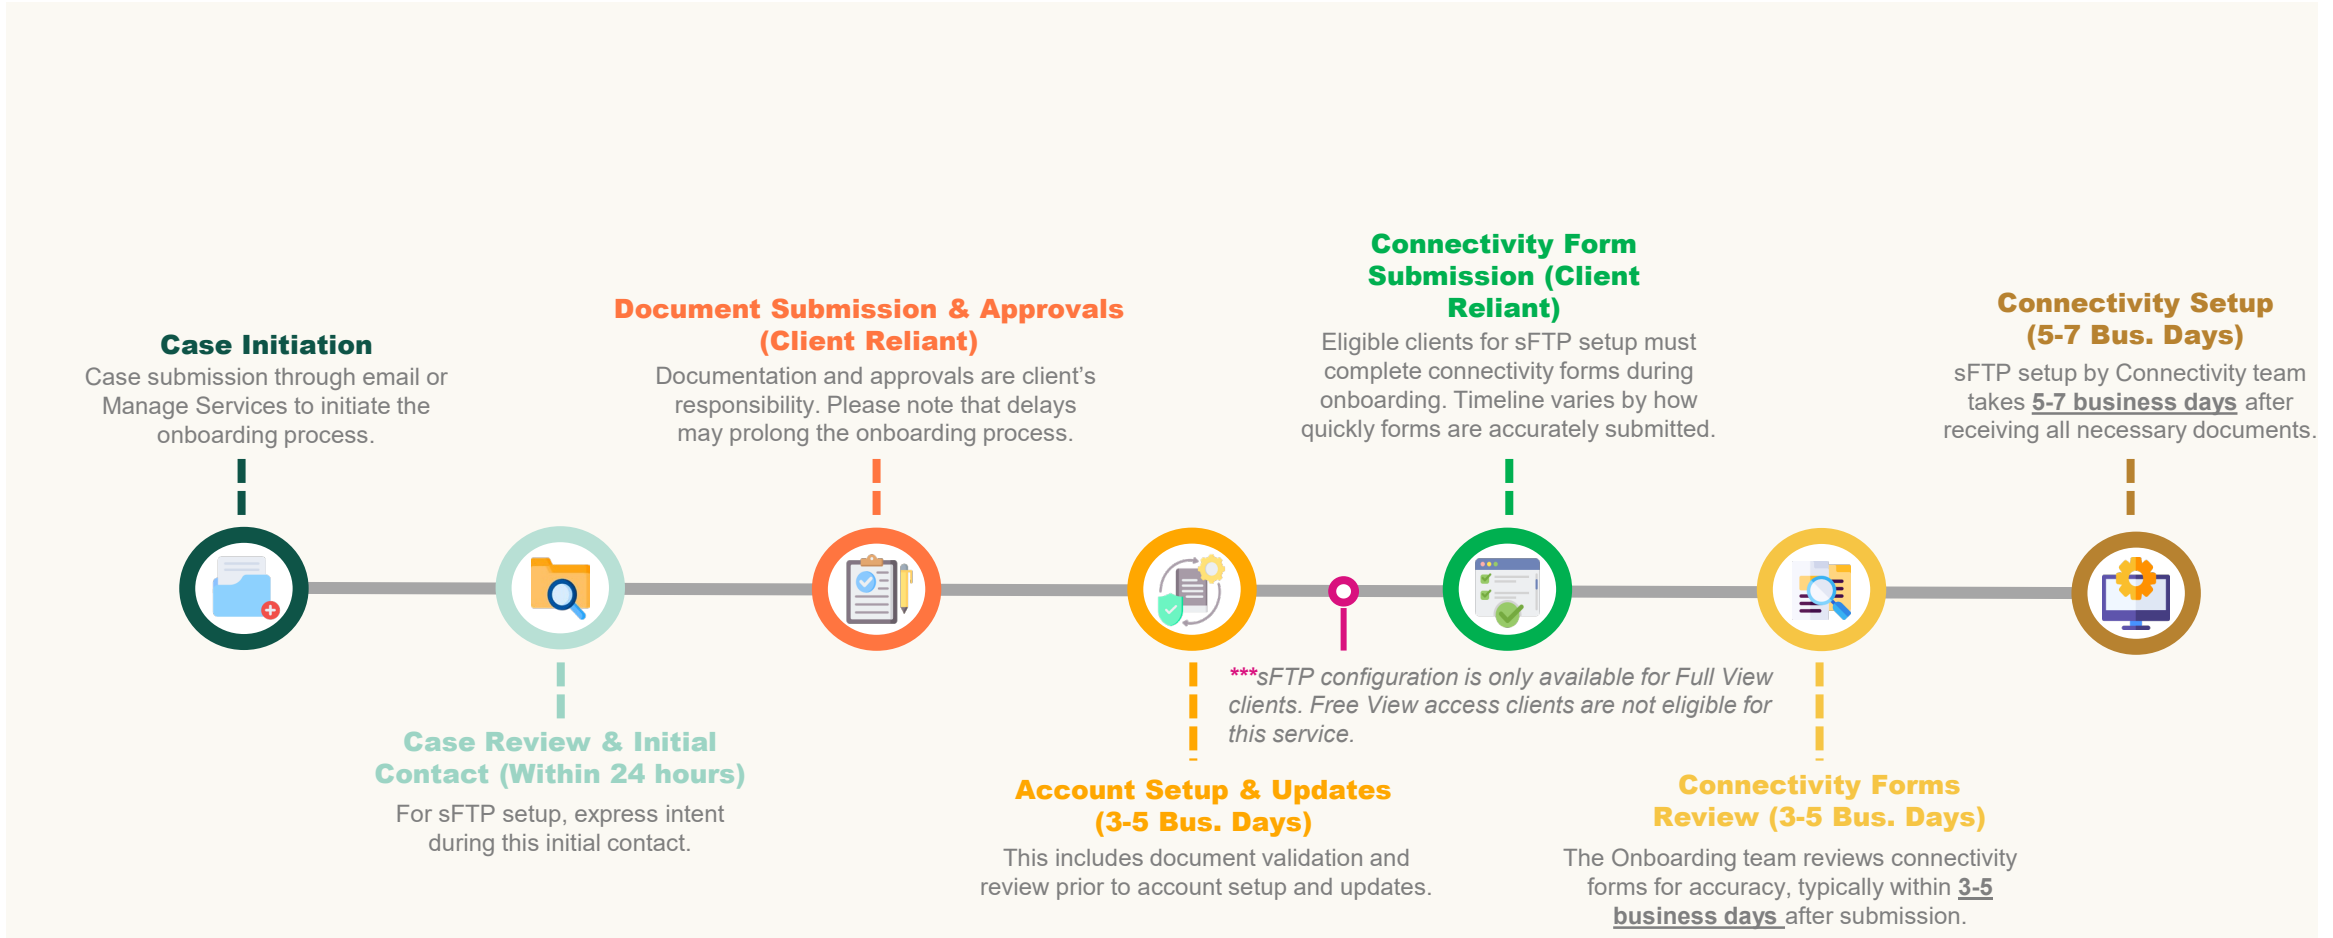 Case Initiation
Case submission through email or
Manage Services to initiate the
onboarding process.
Case Review & Initial
Contact (Within 24 hours)
For sFTP setup, express intent
during this initial contact.
Document Submission & Approvals
(Client Reliant)
Documentation and approvals are client’s
responsibility. Please note that delays
may prolong the onboarding process.
Account Setup & Updates
(3-5 Bus. Days)
This includes document validation and
review prior to account setup and updates.
***sFTP configuration is only available for Full View
clients. Free View access clients are not eligible for
this service.
Connectivity Form
Submission (Client
Reliant)
Eligible clients for sFTP setup must
complete connectivity forms during
onboarding. Timeline varies by how
quickly forms are accurately submitted.
Connectivity Forms
Review (3-5 Bus. Days)
The Onboarding team reviews connectivity
forms for accuracy, typically within 3-5
business days after submission.
Connectivity Setup
(5-7 Bus. Days)
sFTP setup by Connectivity team
takes 5-7 business days after
receiving all necessary documents.